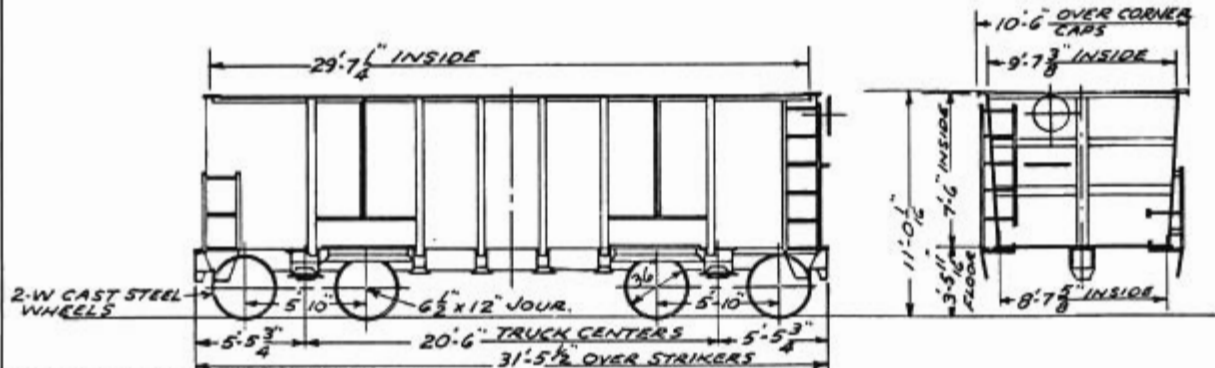 10'-6" OVER CORNER
CAPS
29'-7 1/4" INSIDE
9'-7 3/8" INSIDE
7'-6" INSIDE
11'-0 1/16"
3'-5 11/16"
FLOOR
36
2-W CAST STEEL
WHEELS
5'-10"
6 1/2" x 12" JOUR.
5'-10"
8'-7 5/8" INSIDE
5'-5 3/4"
20'-6" TRUCK CENTERS
5'-5 3/4"
31'-5 1/2" OVER STRIKERS